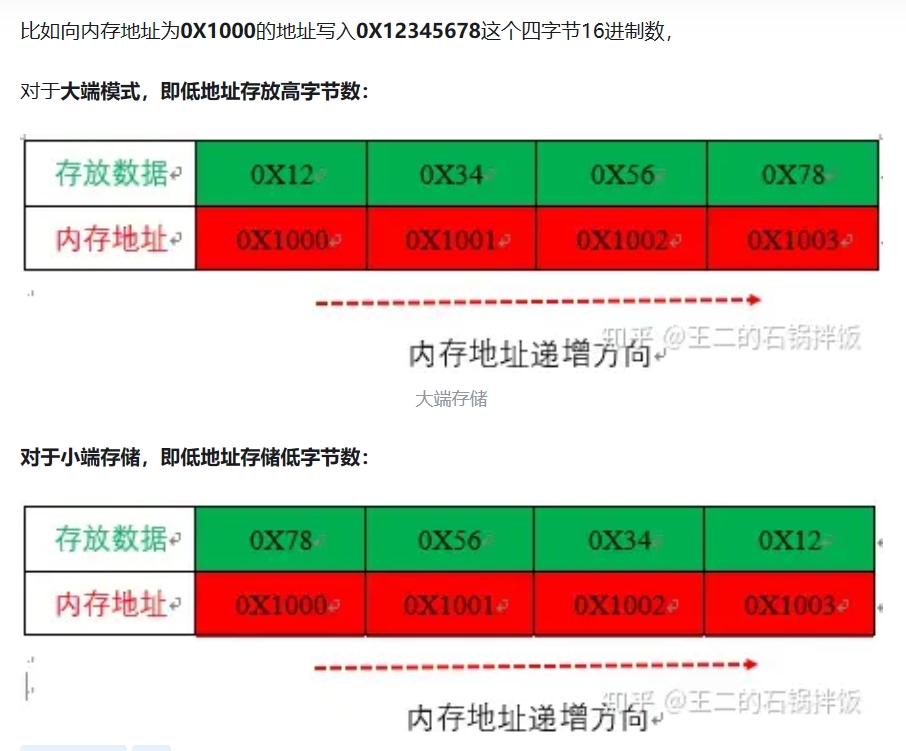 比如向内存地址为0X1000的地址写入0X12345678这个四字节16进制数，
对于大端模式，即低地址存放高字节数：
存放数据 0X12 0X34 0X56 0X78
内存地址 0X1000 0X1001 0X1002 0X1003
内存地址递增方向
知乎 @王二的石锅拌饭
大端存储
对于小端存储，即低地址存储低字节数：
存放数据 0X78 0X56 0X34 0X12
内存地址 0X1000 0X1001 0X1002 0X1003
内存地址递增方向
知乎 @王二的石锅拌饭